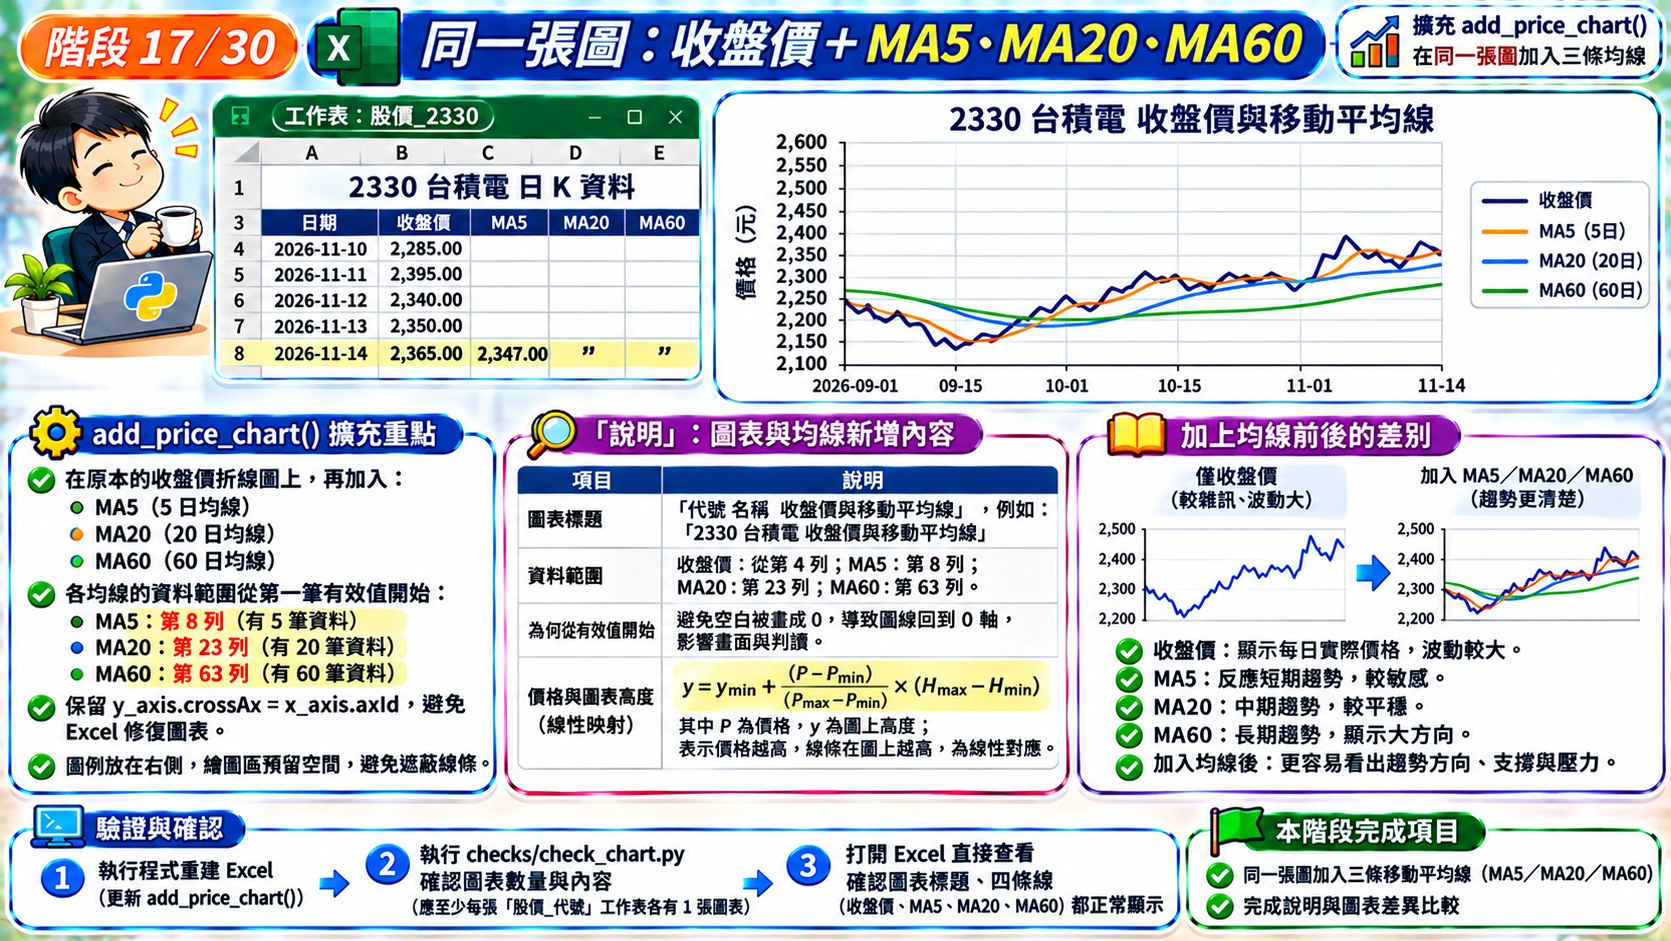 階段 17/30
X
同一張圖：收盤價＋MA5·MA20·MA60
擴充 add_price_chart()
在同一張圖加入三條均線
工作表：股價_2330
A B C D E
1 2330 台積電 日 K 資料
3 日期 收盤價 MA5 MA20 MA60
4 2026-11-10 2,285.00
5 2026-11-11 2,395.00
6 2026-11-12 2,340.00
7 2026-11-13 2,350.00
8 2026-11-14 2,365.00 2,347.00 ” ”
2330 台積電 收盤價與移動平均線
價格（元）
2,600
2,550
2,500
2,450
2,400
2,350
2,300
2,250
2,200
2,150
2,100
2026-09-01 09-15 10-01 10-15 11-01 11-14
收盤價
MA5（5日）
MA20（20日）
MA60（60日）
add_price_chart() 擴充重點
在原本的收盤價折線圖上，再加入：
MA5（5 日均線）
MA20（20 日均線）
MA60（60 日均線）
各均線的資料範圍從第一筆有效值開始：
MA5：第 8 列（有 5 筆資料）
MA20：第 23 列（有 20 筆資料）
MA60：第 63 列（有 60 筆資料）
保留 y_axis.crossAx = x_axis.axId，避免
Excel 修復圖表。
圖例放在右側，繪圖區預留空間，避免遮蔽線條。
「說明」：圖表與均線新增內容
項目 說明
圖表標題
「代號 名稱 收盤價與移動平均線」，例如：
「2330 台積電 收盤價與移動平均線」
資料範圍
收盤價：從第 4 列；MA5：第 8 列；
MA20：第 23 列；MA60：第 63 列。
為何從有效值開始
避免空白被畫成 0，導致圖線回到 0 軸，
影響畫面與判讀。
價格與圖表高度
（線性映射）
y = ymin + (P − Pmin) / (Pmax − Pmin) × (Hmax − Hmin)
其中 P 為價格，y 為圖上高度；
表示價格越高，線條在圖上越高，為線性對應。
加上均線前後的差別
僅收盤價
（較雜訊、波動大）
2,500
2,400
2,300
2,200
加入 MA5／MA20／MA60
（趨勢更清楚）
2,500
2,400
2,300
2,200
收盤價：顯示每日實際價格，波動較大。
MA5：反應短期趨勢，較敏感。
MA20：中期趨勢，較平穩。
MA60：長期趨勢，顯示大方向。
加入均線後：更容易看出趨勢方向、支撐與壓力。
驗證與確認
1 執行程式重建 Excel
（更新 add_price_chart()）
2 執行 checks/check_chart.py
確認圖表數量與內容
（應至少每張「股價_代號」工作表各有 1 張圖表）
3 打開 Excel 直接查看
確認圖表標題、四條線
（收盤價、MA5、MA20、MA60）都正常顯示
本階段完成項目
同一張圖加入三條移動平均線（MA5／MA20／MA60）
完成說明與圖表差異比較